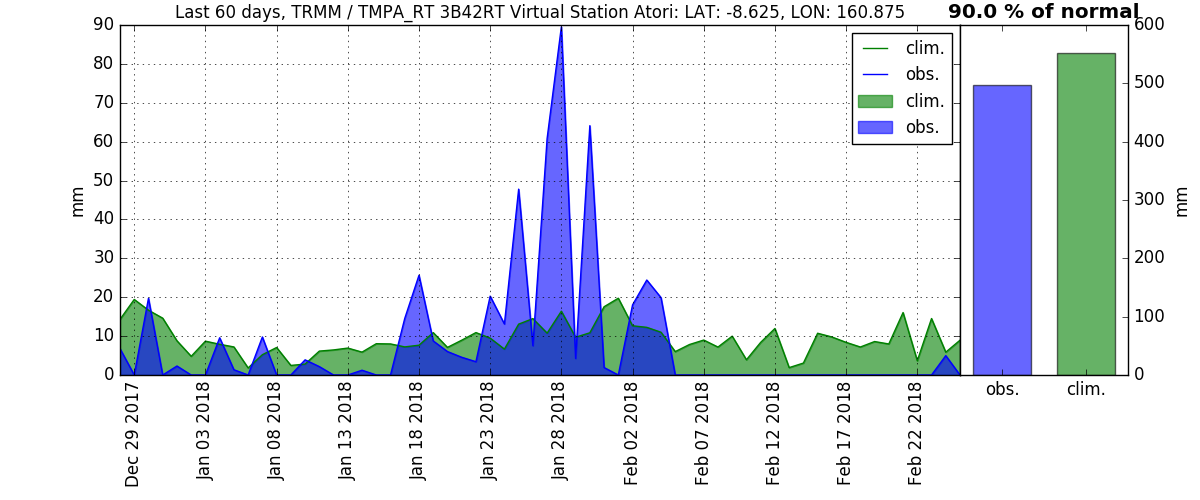 Last 60 days, TRMM / TMPA_RT 3B42RT Virtual Station Atori: LAT: -8.625, LON: 160.875
90.0 % of normal
90
80
70
60
50
40
30
20
10
0
mm
clim.
obs.
clim.
obs.
600
500
400
300
200
100
0
mm
obs.
clim.
Dec 29 2017
Jan 03 2018
Jan 08 2018
Jan 13 2018
Jan 18 2018
Jan 23 2018
Jan 28 2018
Feb 02 2018
Feb 07 2018
Feb 12 2018
Feb 17 2018
Feb 22 2018